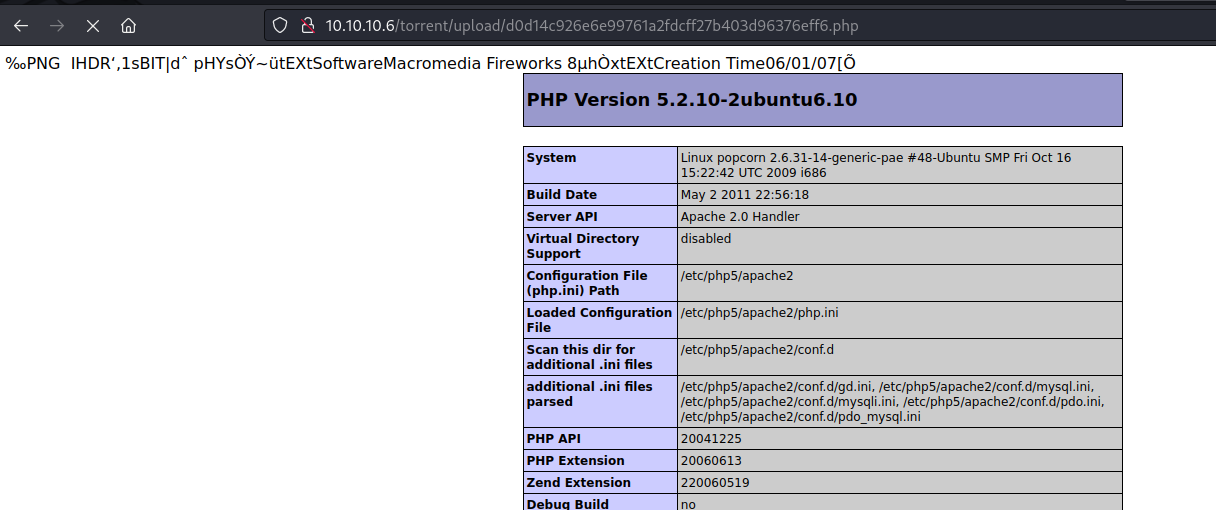 10.10.10.6/torrent/upload/d0d14c926e6e99761a2fdcff27b403d96376eff6.php
‰PNG IHDR‘‚1sBIT|dˆ pHYsÒÝ~ütEXtSoftwareMacromedia Fireworks 8µhÒxtEXtCreation Time06/01/07[Õ
PHP Version 5.2.10-2ubuntu6.10
System Linux popcorn 2.6.31-14-generic-pae #48-Ubuntu SMP Fri Oct 16
15:22:42 UTC 2009 i686
Build Date May 2 2011 22:56:18
Server API Apache 2.0 Handler
Virtual Directory disabled
Support
Configuration File /etc/php5/apache2
(php.ini) Path
Loaded Configuration /etc/php5/apache2/php.ini
File
Scan this dir for /etc/php5/apache2/conf.d
additional .ini files
additional .ini files /etc/php5/apache2/conf.d/gd.ini, /etc/php5/apache2/conf.d/mysql.ini,
parsed /etc/php5/apache2/conf.d/mysqli.ini, /etc/php5/apache2/conf.d/pdo.ini,
/etc/php5/apache2/conf.d/pdo_mysql.ini
PHP API 20041225
PHP Extension 20060613
Zend Extension 220060519
Debug Build no